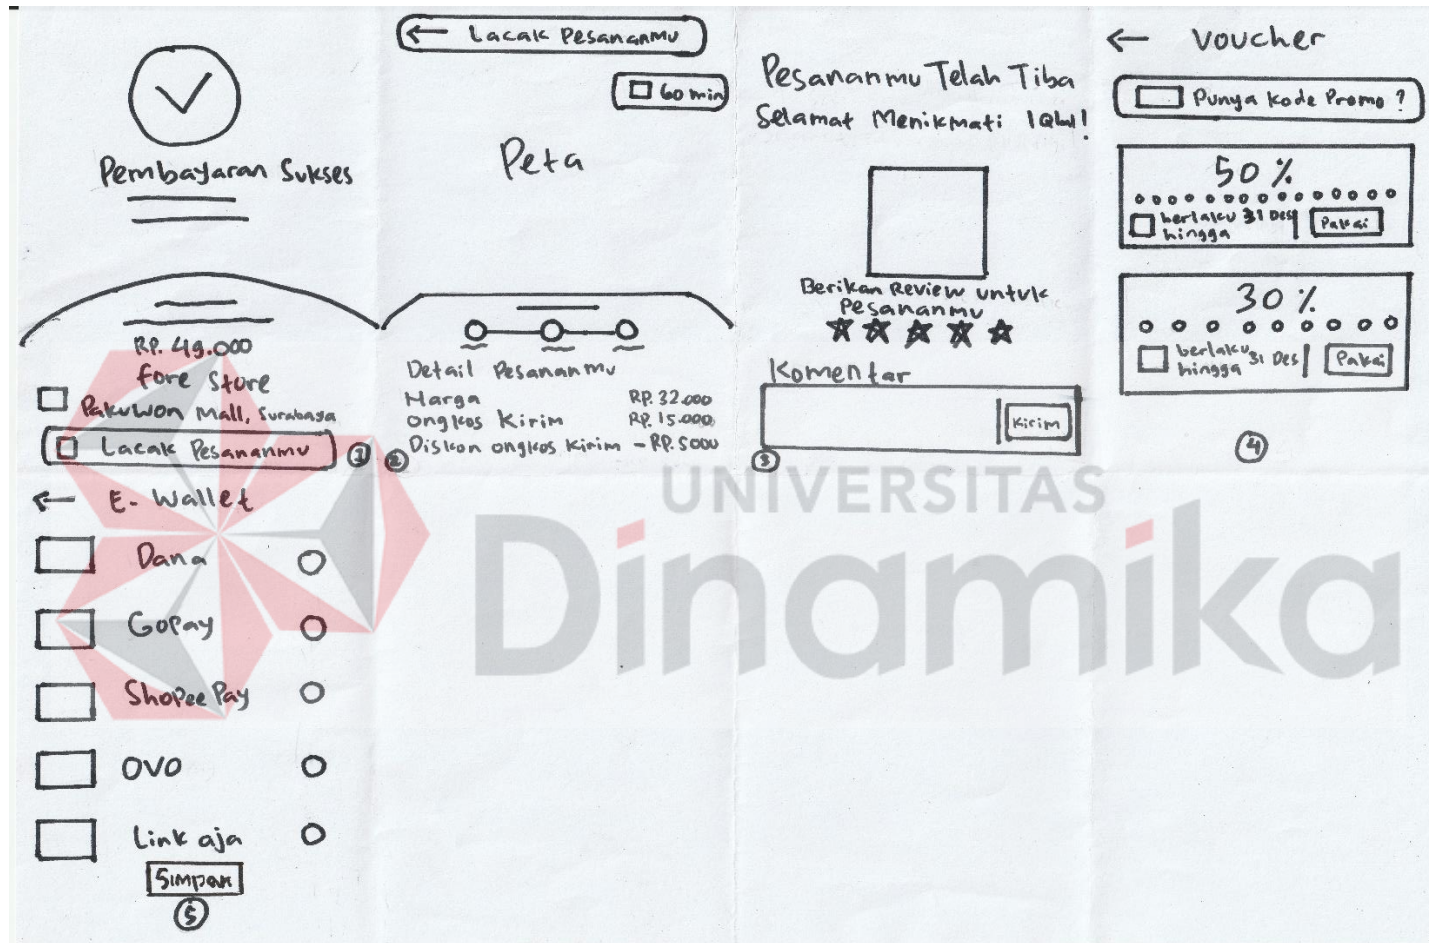 Pembayaran Sukses
RP. 49.000
fore Store
Pakuwon Mall, Surabaya
Lacak Pesananmu
1
← Lacak Pesananmu
60 min
Peta
Detail Pesananmu
Harga RP. 32.000
Ongkos Kirim RP. 15.000
Diskon ongkos Kirim - RP. 5000
2
Pesananmu Telah Tiba
Selamat Menikmati Iqbal!
Berikan Review untuk
Pesananmu
Komentar
Kirim
3
← Voucher
Punya Kode Promo ?
50 %
berlaku 31 Des
hingga
Pakai
30 %
berlaku 31 Des
hingga
Pakai
4
← E-Wallet
Dana
Gopay
Shopee Pay
OVO
Link aja
Simpan
5
UNIVERSITAS
Dinamika